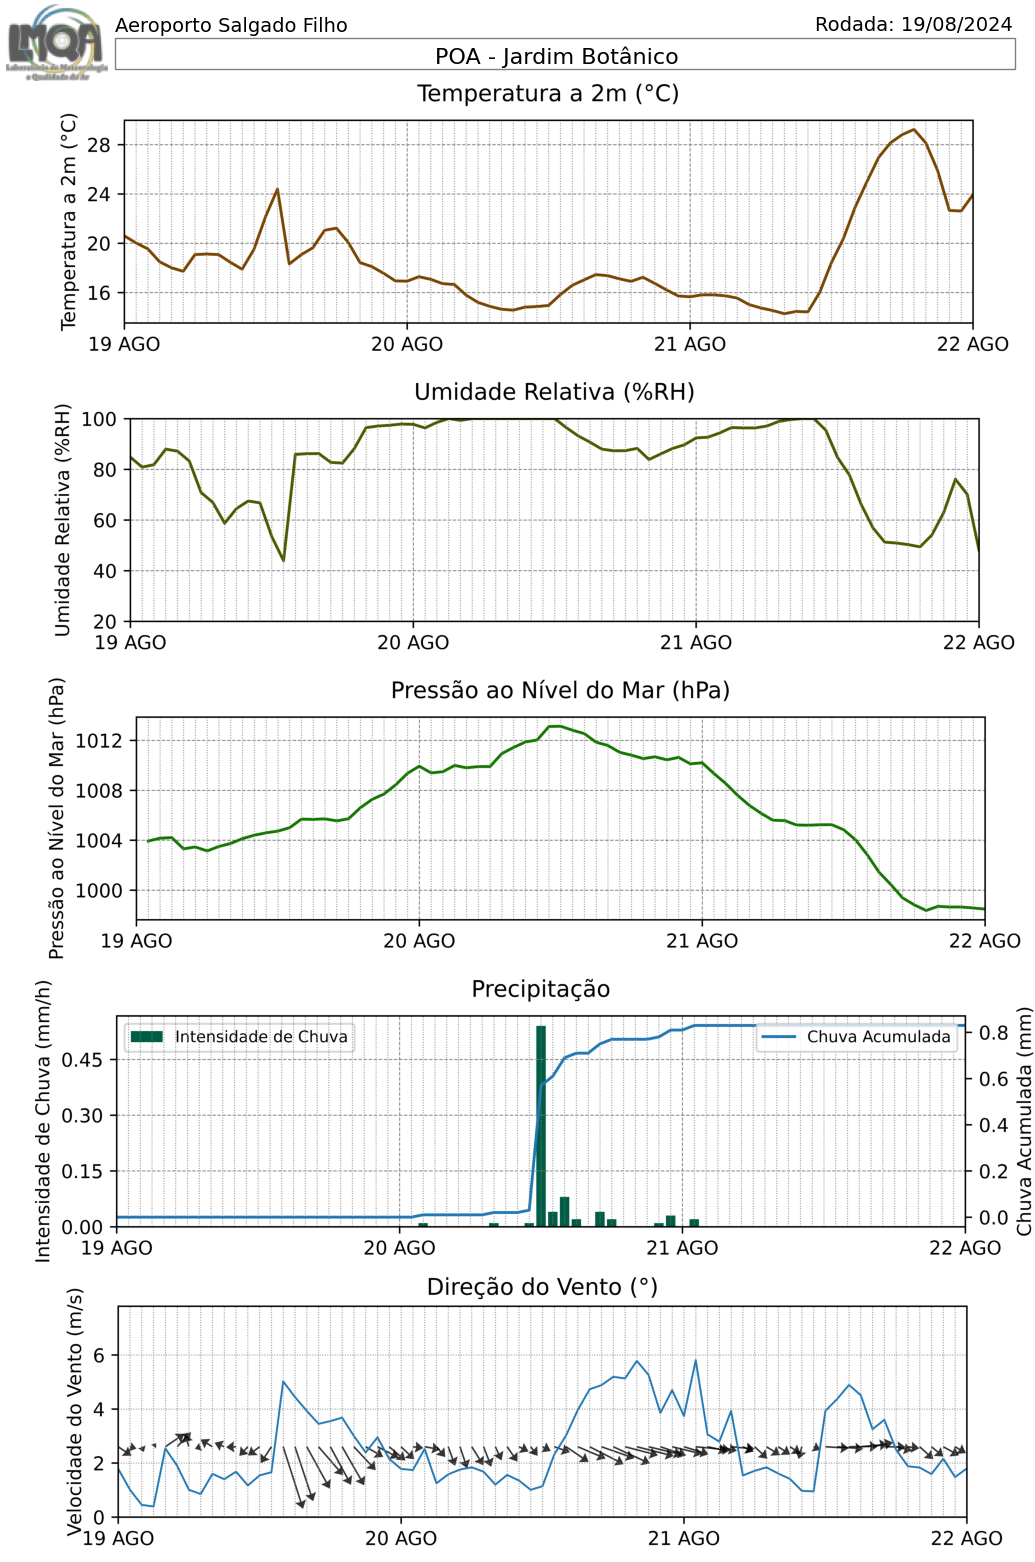 LMQA
Laboratório de Meteorologia
e Qualidade do Ar
Aeroporto Salgado Filho
Rodada: 19/08/2024
POA - Jardim Botânico
Temperatura a 2m (°C)
Temperatura a 2m (°C)
28
24
20
16
19 AGO
20 AGO
21 AGO
22 AGO
Umidade Relativa (%RH)
Umidade Relativa (%RH)
100
80
60
40
20
19 AGO
20 AGO
21 AGO
22 AGO
Pressão ao Nível do Mar (hPa)
Pressão ao Nível do Mar (hPa)
1012
1008
1004
1000
19 AGO
20 AGO
21 AGO
22 AGO
Precipitação
Intensidade de Chuva (mm/h)
0.45
0.30
0.15
0.00
Intensidade de Chuva
Chuva Acumulada
0.8
0.6
0.4
0.2
0.0
Chuva Acumulada (mm)
19 AGO
20 AGO
21 AGO
22 AGO
Direção do Vento (°)
Velocidade do Vento (m/s)
6
4
2
0
19 AGO
20 AGO
21 AGO
22 AGO